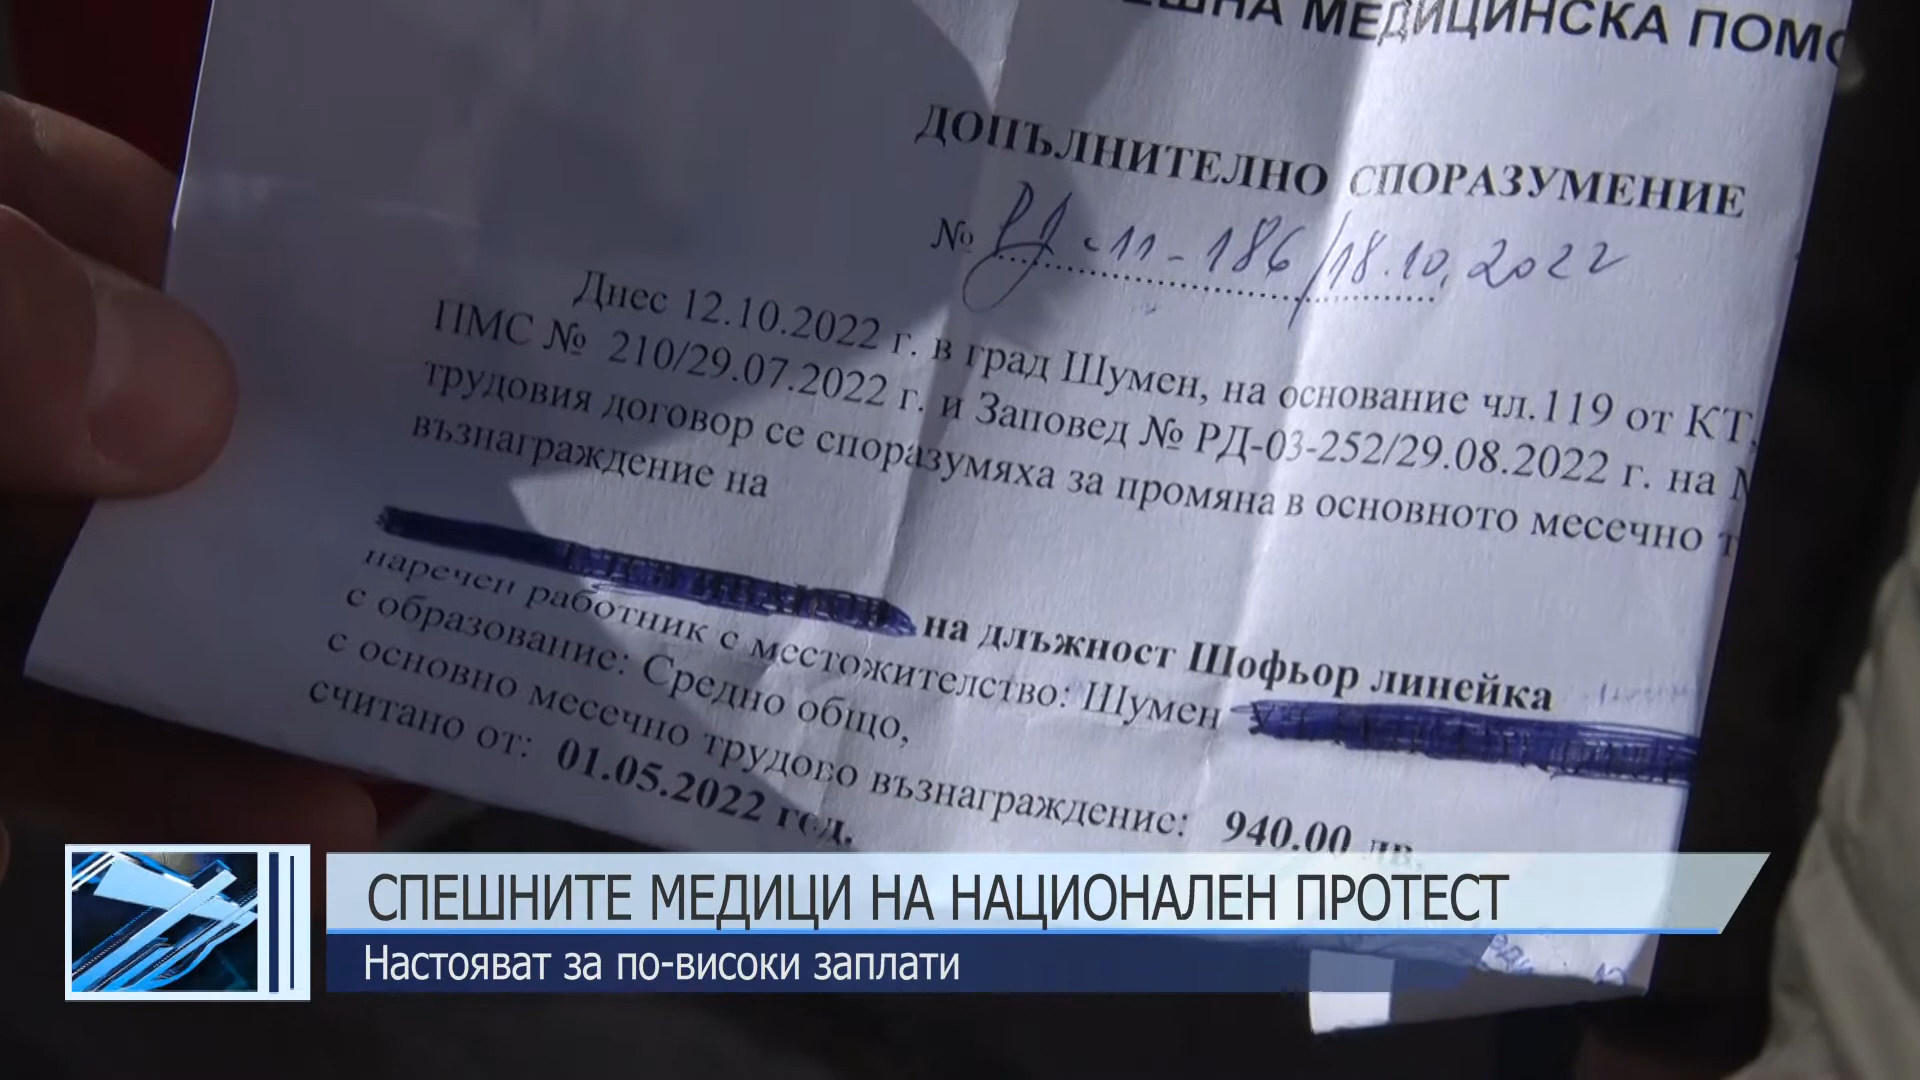 МЕДИЦИНСКА
ДОПЪЛНИТЕЛНО СПОРАЗУМЕНИЕ
№ РД-11-186/18.10.2022
Днес 12.10.2022 г. в град Шумен, на основание чл.119 от КТ,
ПМС № 210/29.07.2022 г. и Заповед № РД-03-252/29.08.2022 г. на
трудовия договор се споразумяха за промяна в основното месечно
възнаграждение на
на длъжност Шофьор линейка
наречен работник с местожителство: Шумен
с образование: Средно общо,
с основно месечно трудово възнаграждение: 940.00 лв.
считано от: 01.05.2022 год.
СПЕШНИТЕ МЕДИЦИ НА НАЦИОНАЛЕН ПРОТЕСТ
Настояват за по-високи заплати